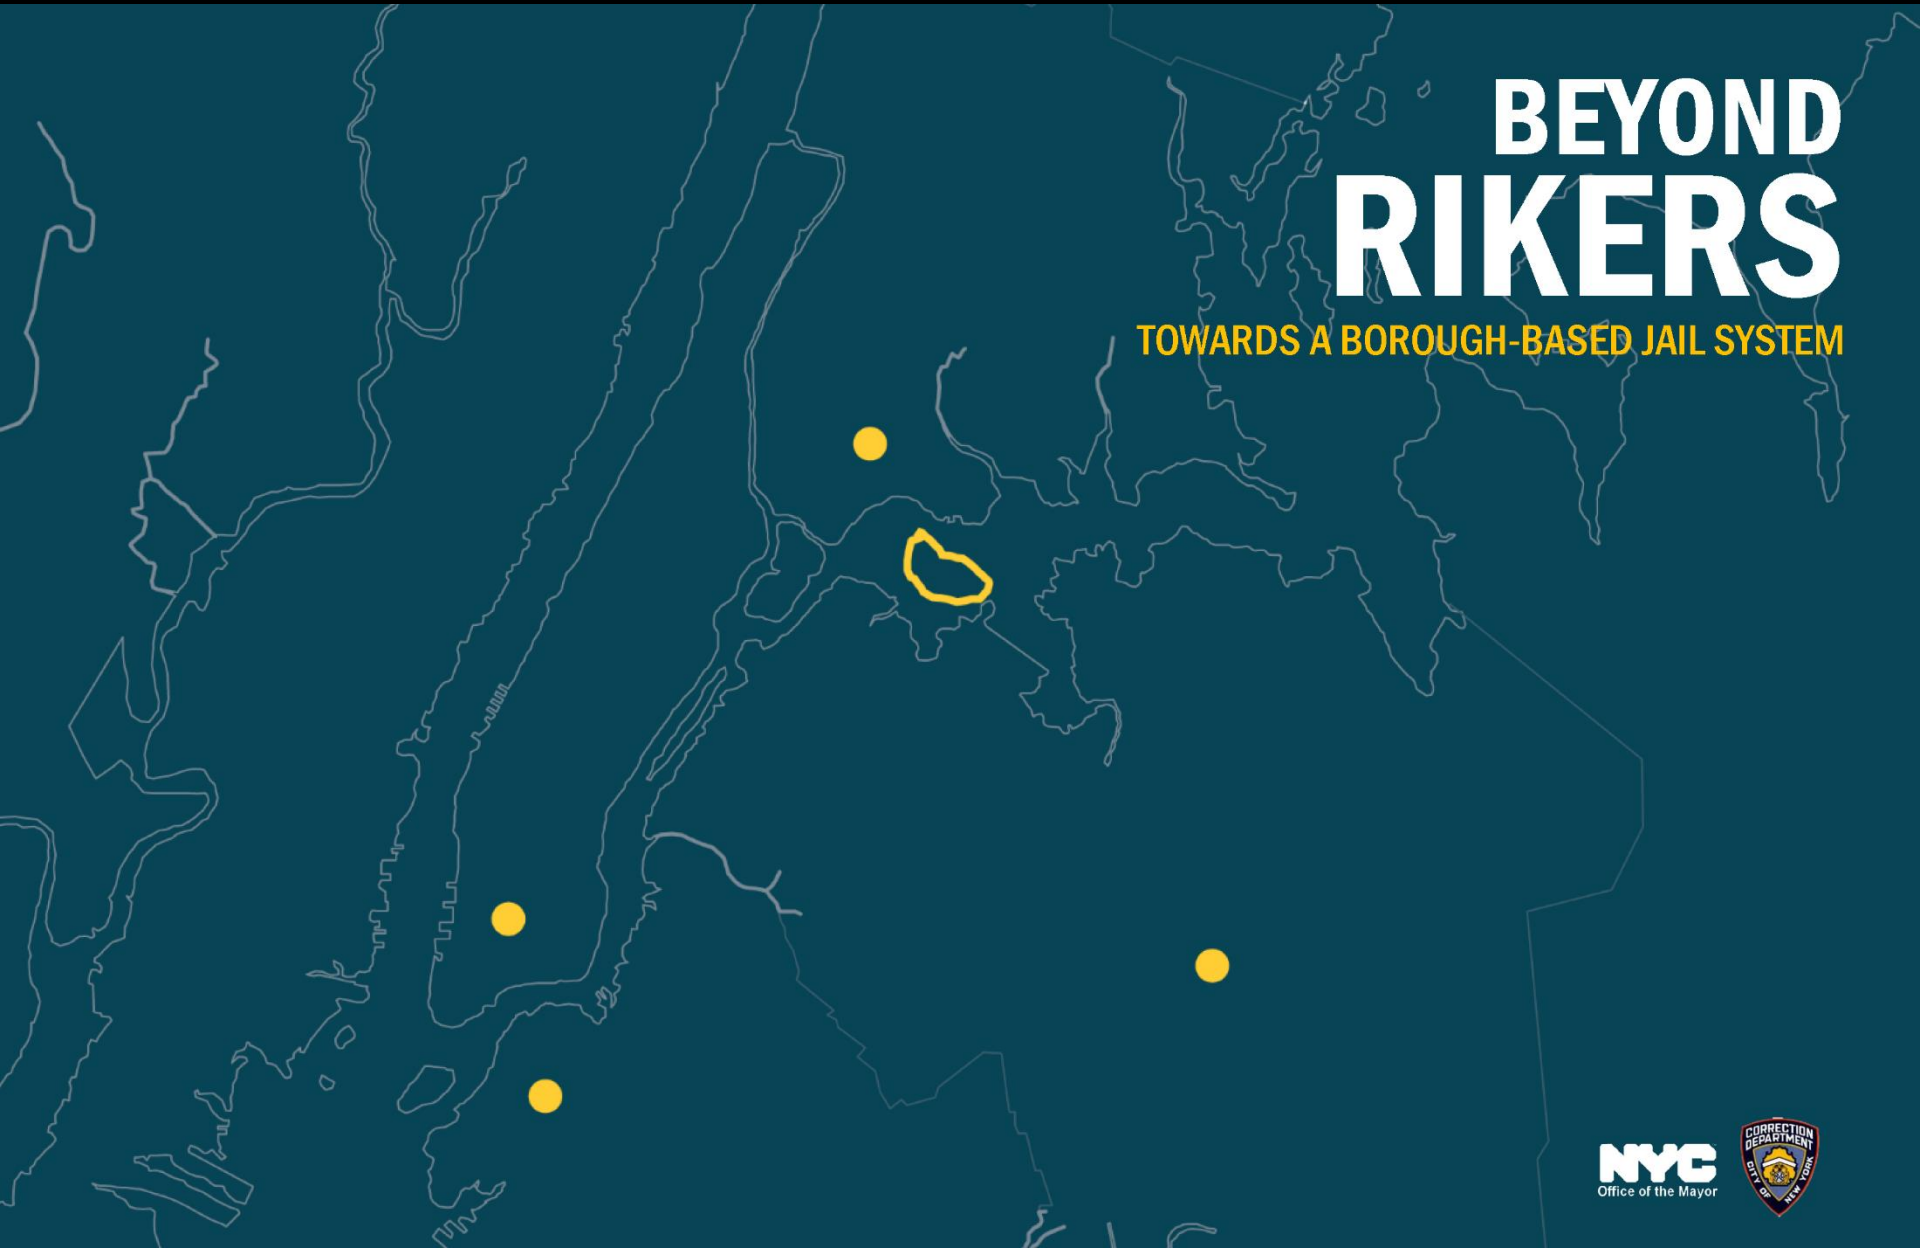 BEYOND
RIKERS
TOWARDS A BOROUGH-BASED JAIL SYSTEM
NYC
Office of the Mayor
CORRECTION
DEPARTMENT
CITY OF
NEW YORK